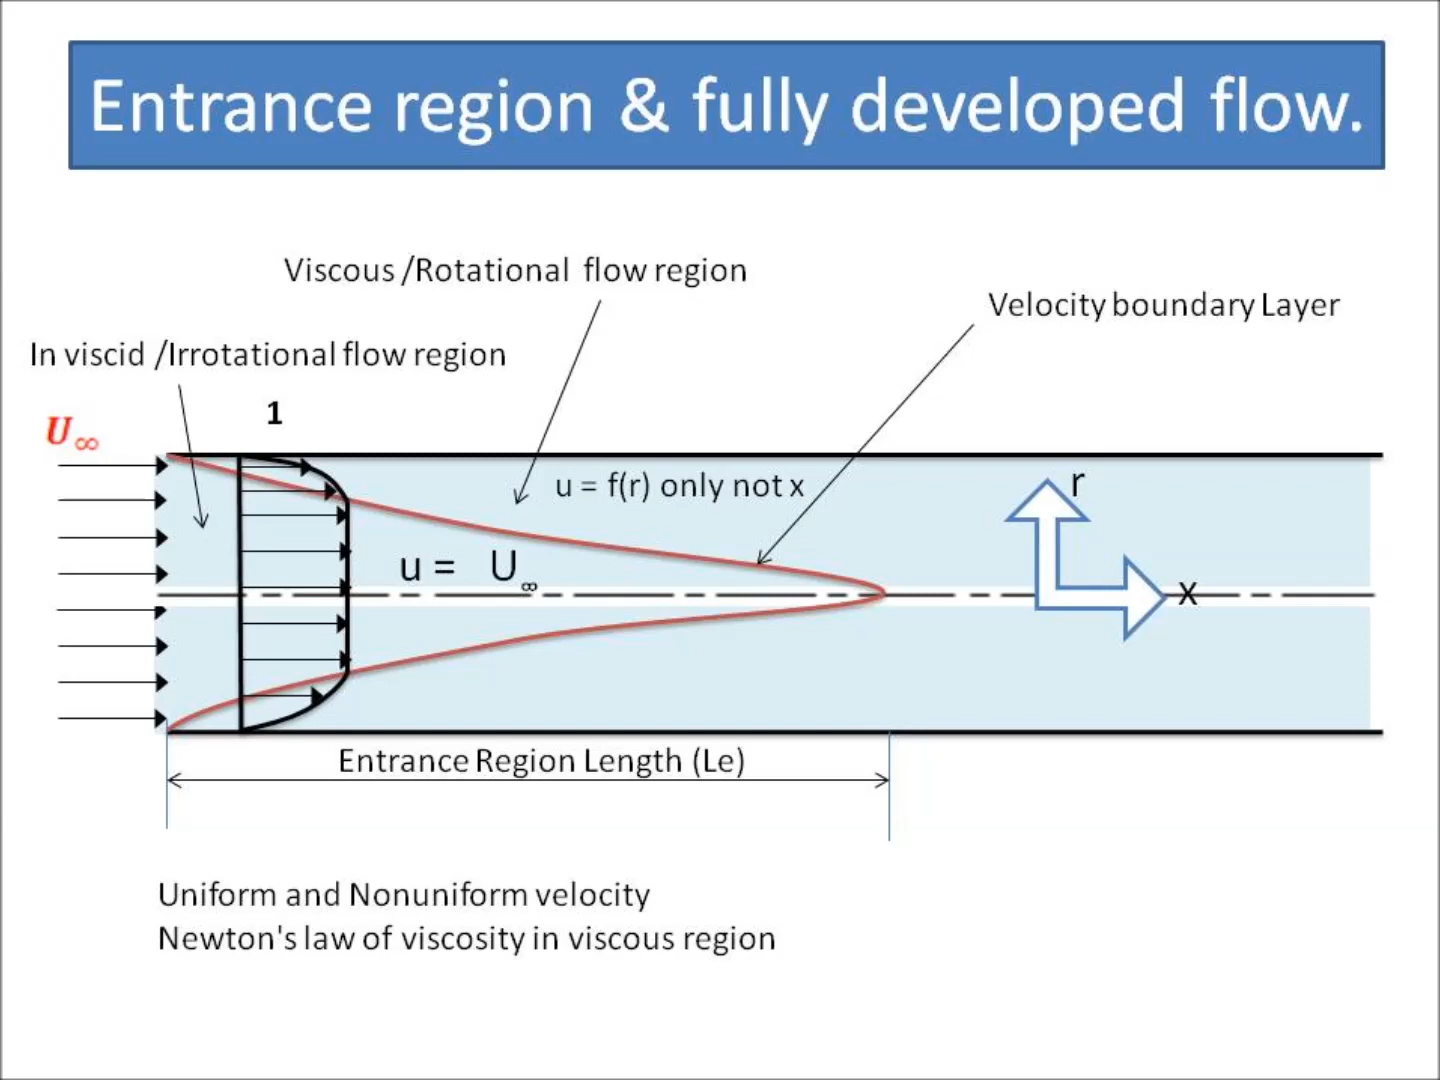 Entrance region & fully developed flow.
Viscous /Rotational flow region
Velocity boundary Layer
In viscid /Irrotational flow region
1
U∞
u = f(r) only not x
r
u = U∞
x
Entrance Region Length (Le)
Uniform and Nonuniform velocity
Newton's law of viscosity in viscous region